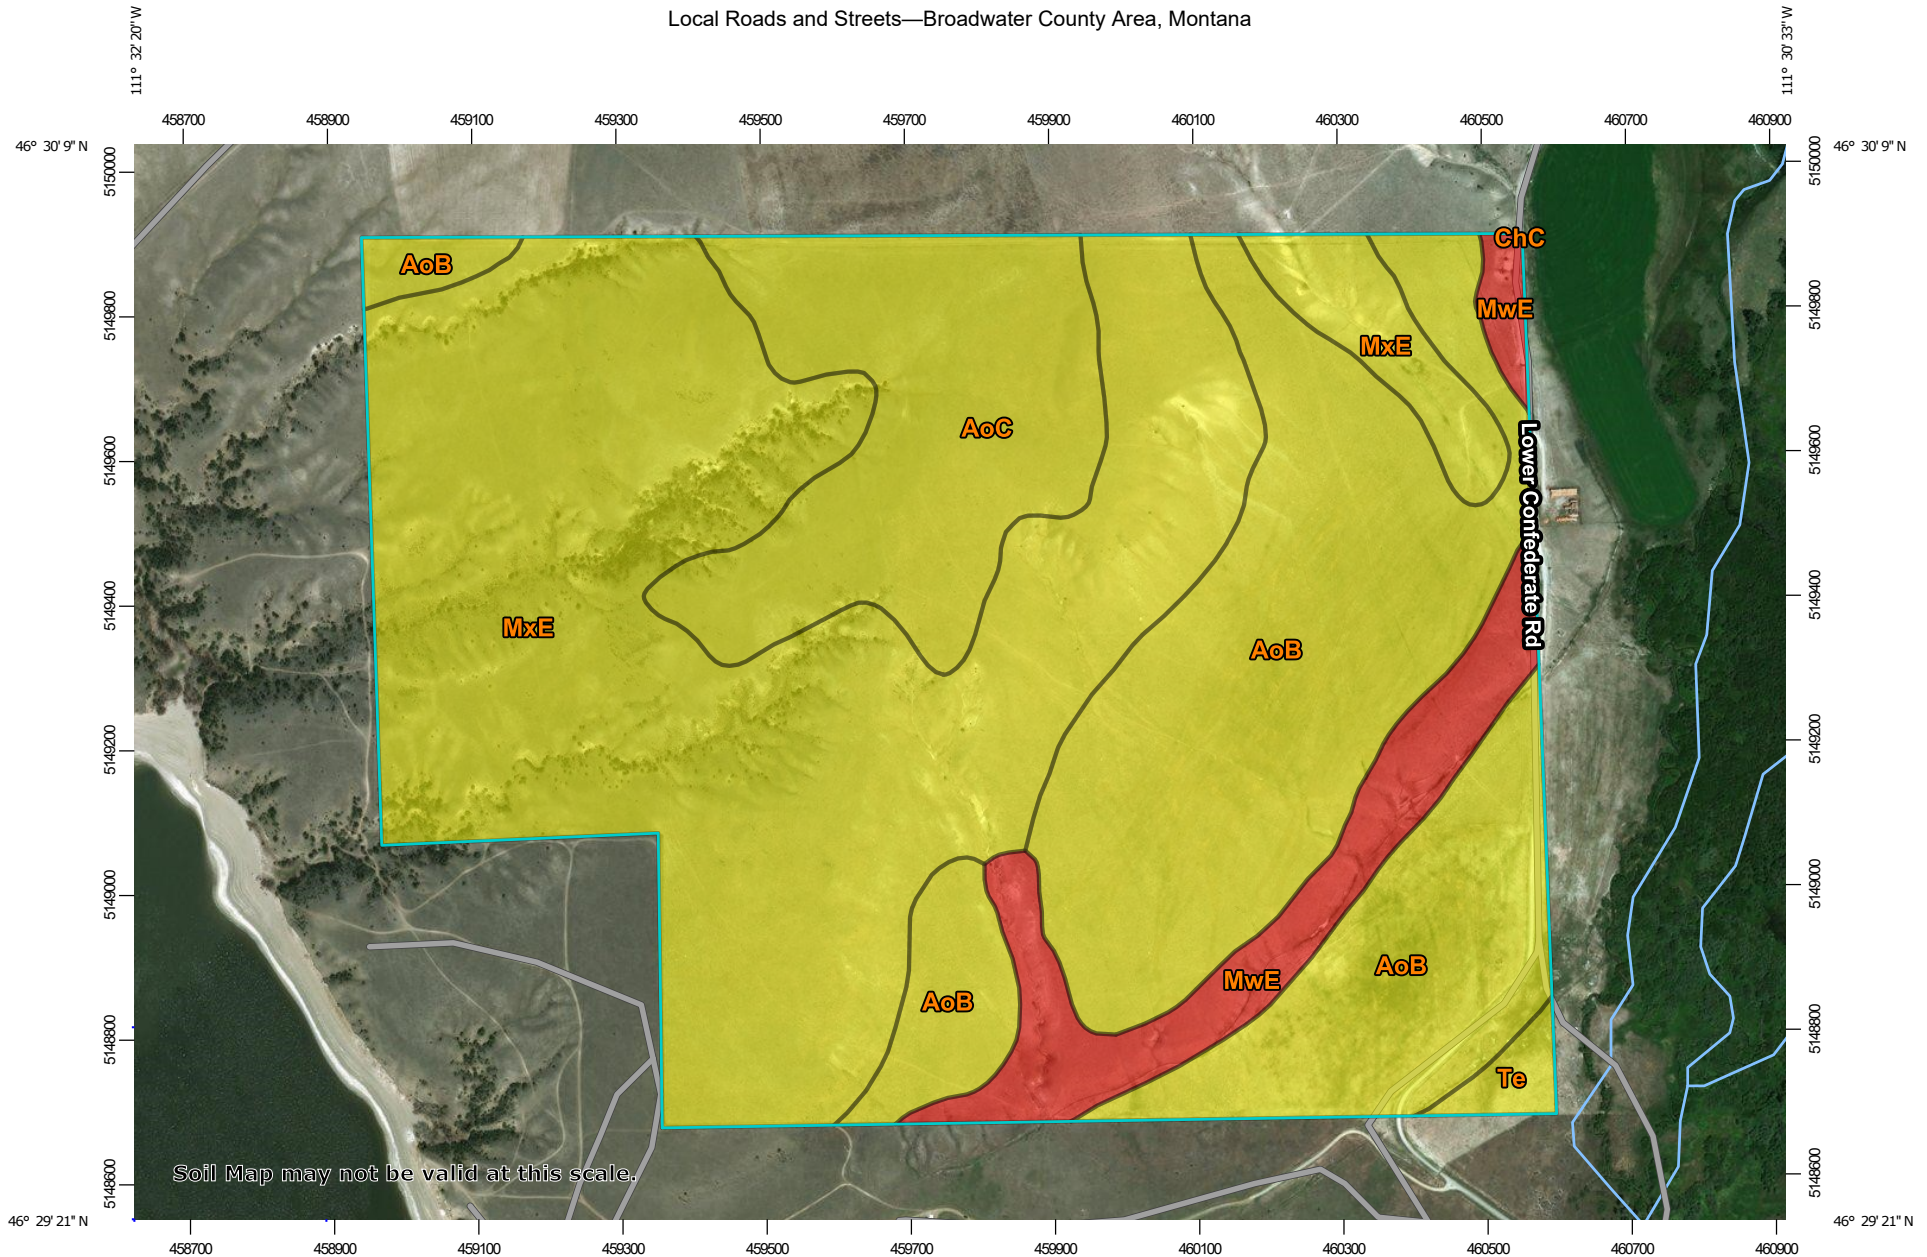 Local Roads and Streets—Broadwater County Area, Montana
111° 32' 20'' W
111° 30' 33'' W
458700 458900 459100 459300 459500 459700 459900 460100 460300 460500 460700 460900
46° 30' 9'' N
46° 30' 9'' N
5150000
5150000
ChC
AoB
5149800
MwE
5149800
MxE
AoC
5149600
5149600
Lower Confederate Rd
5149400
5149400
MxE
AoB
5149200
5149200
5149000
5149000
AoB
MwE
AoB
5148800
5148800
Te
Soil Map may not be valid at this scale.
5148600
5148600
46° 29' 21'' N
46° 29' 21'' N
458700 458900 459100 459300 459500 459700 459900 460100 460300 460500 460700 460900